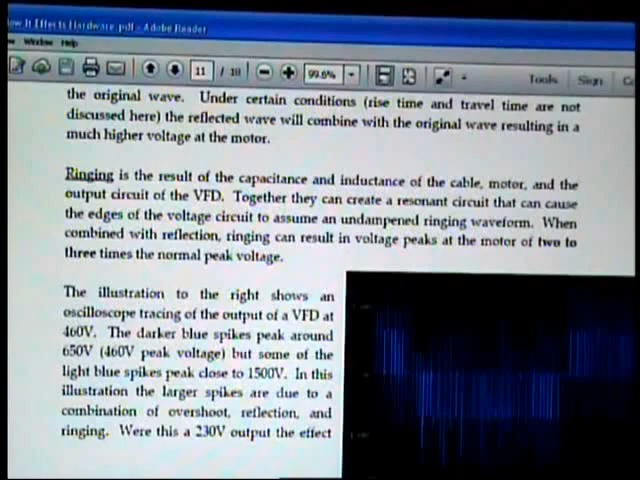 How It Effects Hardware.pdf - Adobe Reader
Window Help
11 / 18 99.6% Tools Sign
the original wave. Under certain conditions (rise time and travel time are not
discussed here) the reflected wave will combine with the original wave resulting in a
much higher voltage at the motor.
Ringing is the result of the capacitance and inductance of the cable, motor, and the
output circuit of the VFD. Together they can create a resonant circuit that can cause
the edges of the voltage circuit to assume an undampened ringing waveform. When
combined with reflection, ringing can result in voltage peaks at the motor of two to
three times the normal peak voltage.
The illustration to the right shows an
oscilloscope tracing of the output of a VFD at
460V. The darker blue spikes peak around
650V (460V peak voltage) but some of the
light blue spikes peak close to 1500V. In this
illustration the larger spikes are due to a
combination of overshoot, reflection, and
ringing. Were this a 230V output the effect